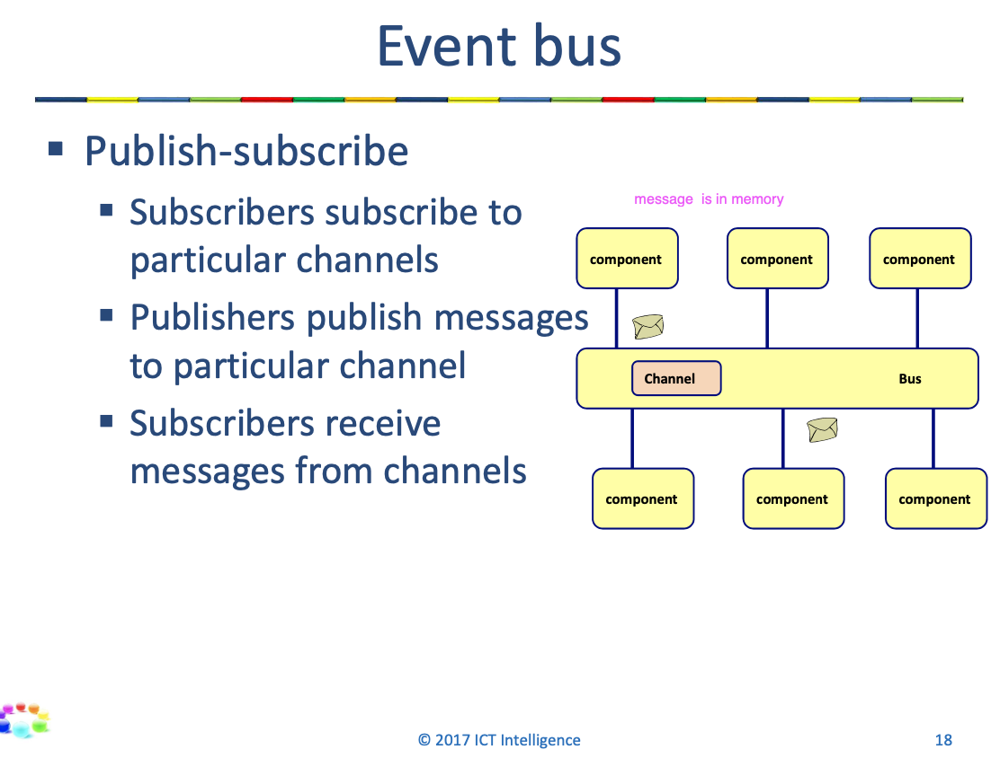 Event bus
Publish-subscribe
Subscribers subscribe to
particular channels
Publishers publish messages
to particular channel
Subscribers receive
messages from channels
message is in memory
component component component
Channel Bus
component component component
© 2017 ICT Intelligence 18